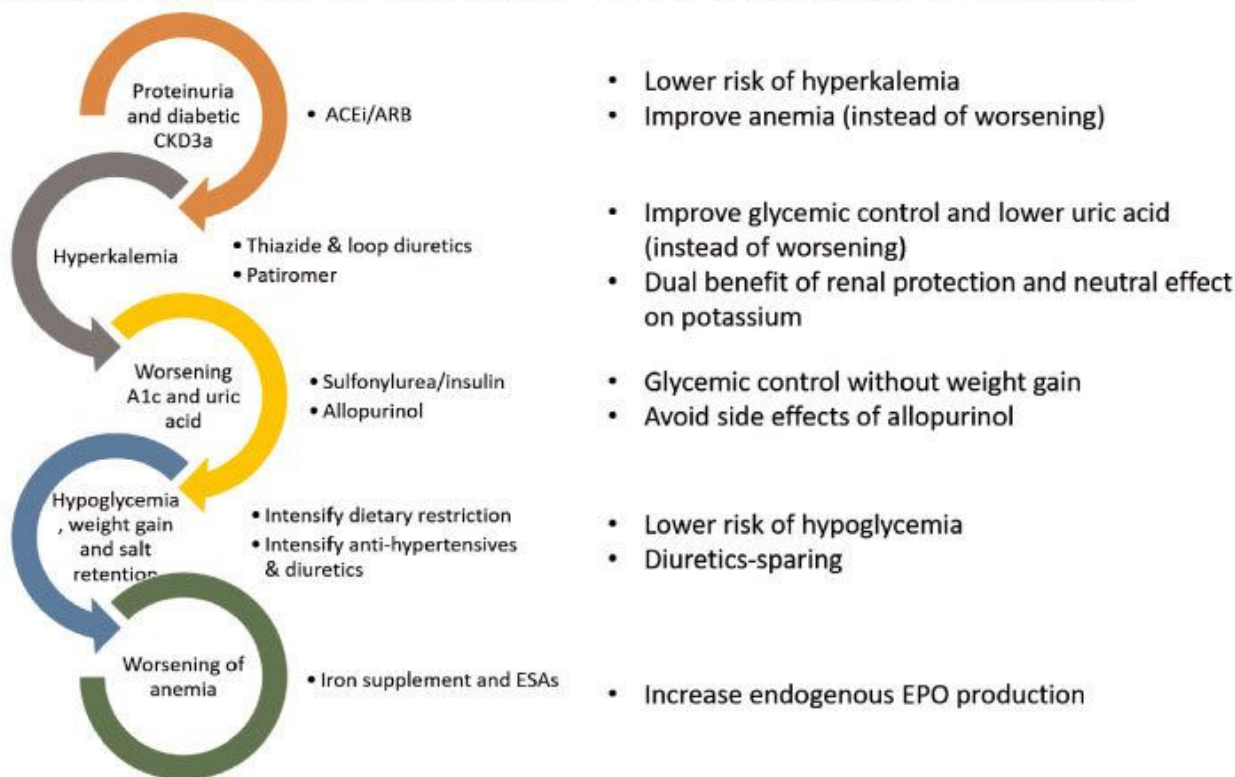 Proteinuria
and diabetic
CKD3a
• ACEi/ARB
• Lower risk of hyperkalemia
• Improve anemia (instead of worsening)
Hyperkalemia
• Thiazide & loop diuretics
• Patiromer
• Improve glycemic control and lower uric acid
(instead of worsening)
• Dual benefit of renal protection and neutral effect
on potassium
Worsening
A1c and uric
acid
• Sulfonylurea/insulin
• Allopurinol
• Glycemic control without weight gain
• Avoid side effects of allopurinol
Hypoglycemia
, weight gain
and salt
retention
• Intensify dietary restriction
• Intensify anti-hypertensives
& diuretics
• Lower risk of hypoglycemia
• Diuretics-sparing
Worsening of
anemia
• Iron supplement and ESAs
• Increase endogenous EPO production